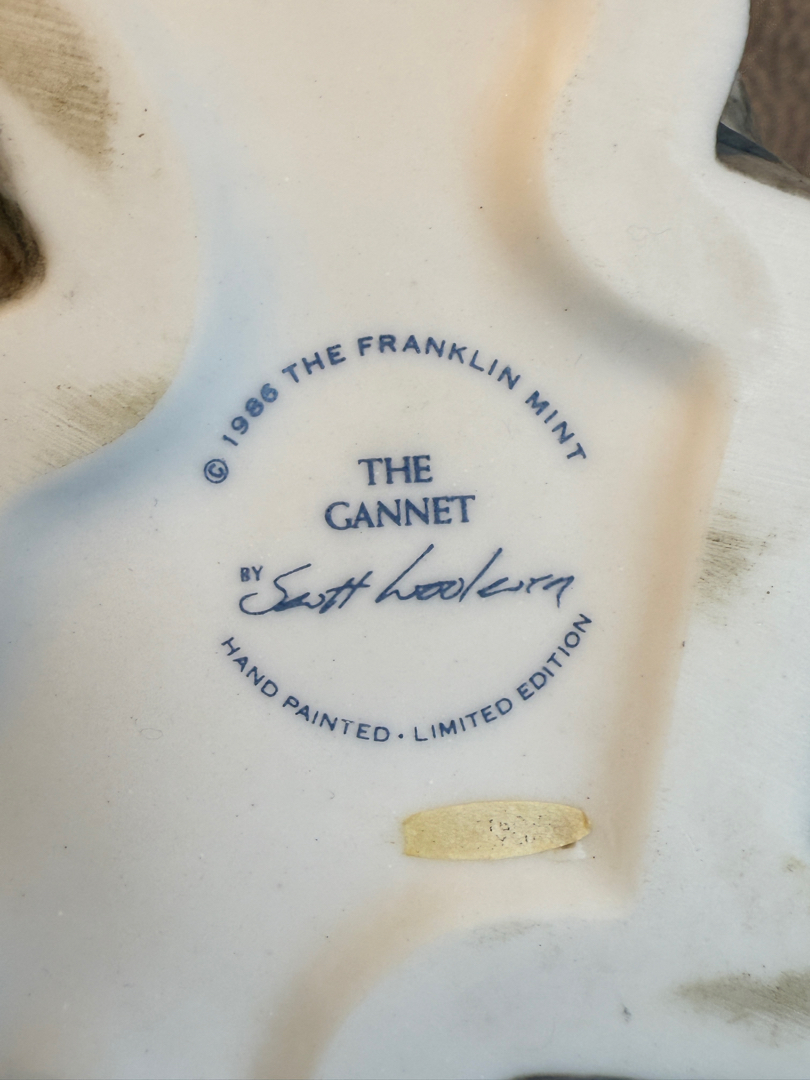 © 1986 THE FRANKLIN MINT
THE
GANNET
BY Scott Woolever
HAND PAINTED · LIMITED EDITION